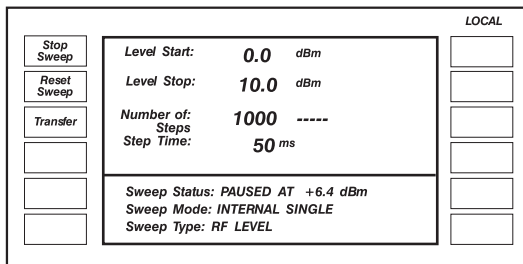 LOCAL
Stop
Sweep
Reset
Sweep
Transfer
Level Start: 0.0 dBm
Level Stop: 10.0 dBm
Number of: 1000 -----
Steps
Step Time: 50 ms
Sweep Status: PAUSED AT +6.4 dBm
Sweep Mode: INTERNAL SINGLE
Sweep Type: RF LEVEL